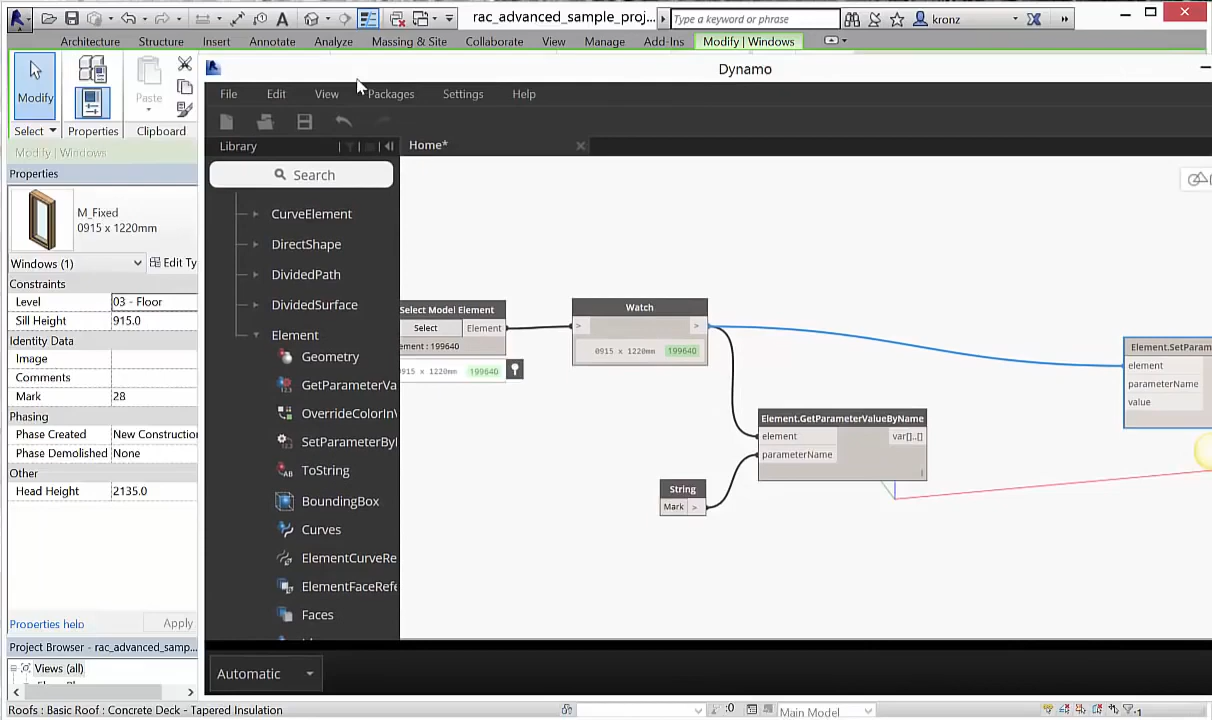 rac_advanced_sample_proj...
Type a keyword or phrase
kronz
Architecture Structure Insert Annotate Analyze Massing & Site Collaborate View Manage Add-Ins Modify | Windows
Modify
Properties
Paste
Select
Properties
Clipboard
Modify | Windows
Properties
M_Fixed
0915 x 1220mm
Windows (1)
Edit Ty
Constraints
Level 03 - Floor
Sill Height 915.0
Identity Data
Image
Comments
Mark 28
Phasing
Phase Created New Construction
Phase Demolished None
Other
Head Height 2135.0
Properties help
Apply
Project Browser - rac_advanced_samp...
Views (all)
Dynamo
File Edit View Packages Settings Help
Library
Home*
Search
CurveElement
DirectShape
DividedPath
DividedSurface
Element
Geometry
GetParameterVa
OverrideColorInV
SetParameterByI
ToString
BoundingBox
Curves
ElementCurveRe
ElementFaceRefe
Faces
Select Model Element
Select Element
ement : 199640
0915 x 1220mm 199640
Watch
> >
0915 x 1220mm 199640
Element.GetParameterValueByName
element var[]..[]
parameterName
String
Mark >
Element.SetParam
element
parameterName
value
Automatic
Roofs : Basic Roof : Concrete Deck - Tapered Insulation
:0
Main Model